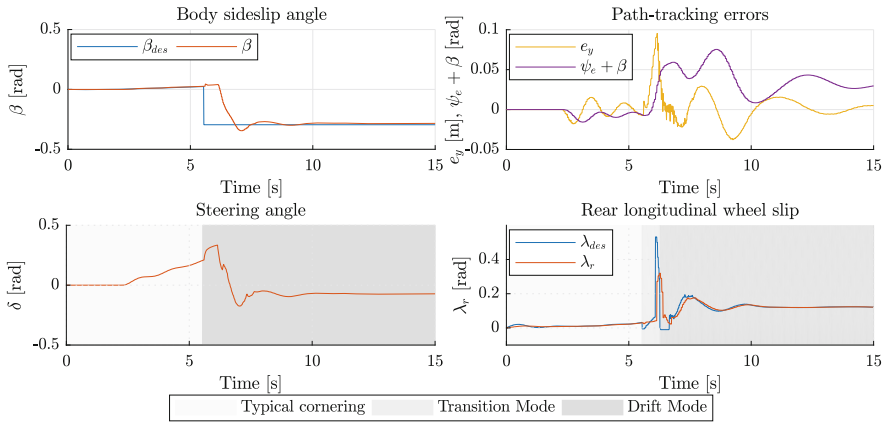 Body sideslip angle
0.5
0
-0.5
β [rad]
β_des
β
0
5
10
15
Time [s]
Path-tracking errors
0.1
0.05
0
0.05
e_y [m], ψ_e + β [rad]
e_y
ψ_e + β
0
5
10
15
Time [s]
Steering angle
0.5
0
-0.5
δ [rad]
0
5
10
15
Time [s]
Rear longitudinal wheel slip
0.4
0.2
0
λ_r [rad]
λ_des
λ_r
0
5
10
15
Time [s]
Typical cornering
Transition Mode
Drift Mode